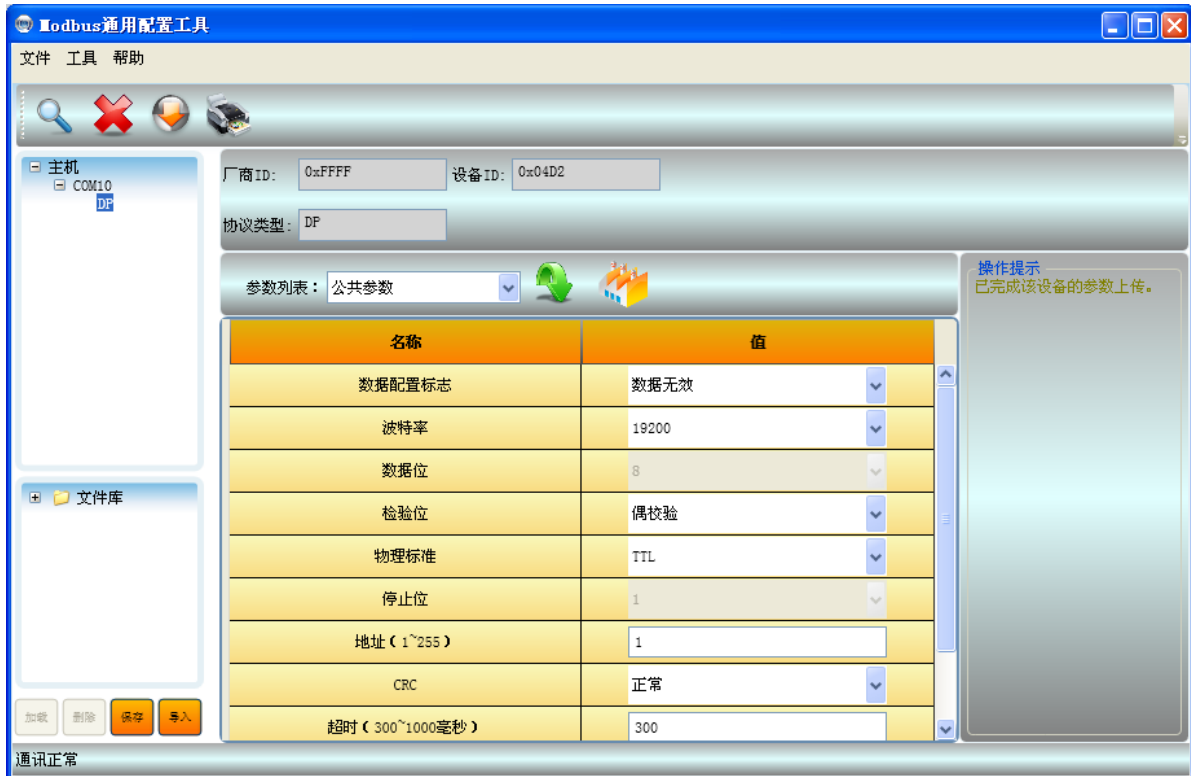 Modbus通用配置工具
文件 工具 帮助
主机
COM10
DP
厂商ID: 0xFFFF 设备ID: 0x04D2
协议类型: DP
参数列表: 公共参数
操作提示
已完成该设备的参数上传。
名称 值
数据配置标志 数据无效
波特率 19200
数据位 8
检验位 偶校验
物理标准 TTL
停止位 1
地址(1~255) 1
CRC 正常
超时(300~1000毫秒) 300
文件库
加载 删除 保存 导入
通讯正常